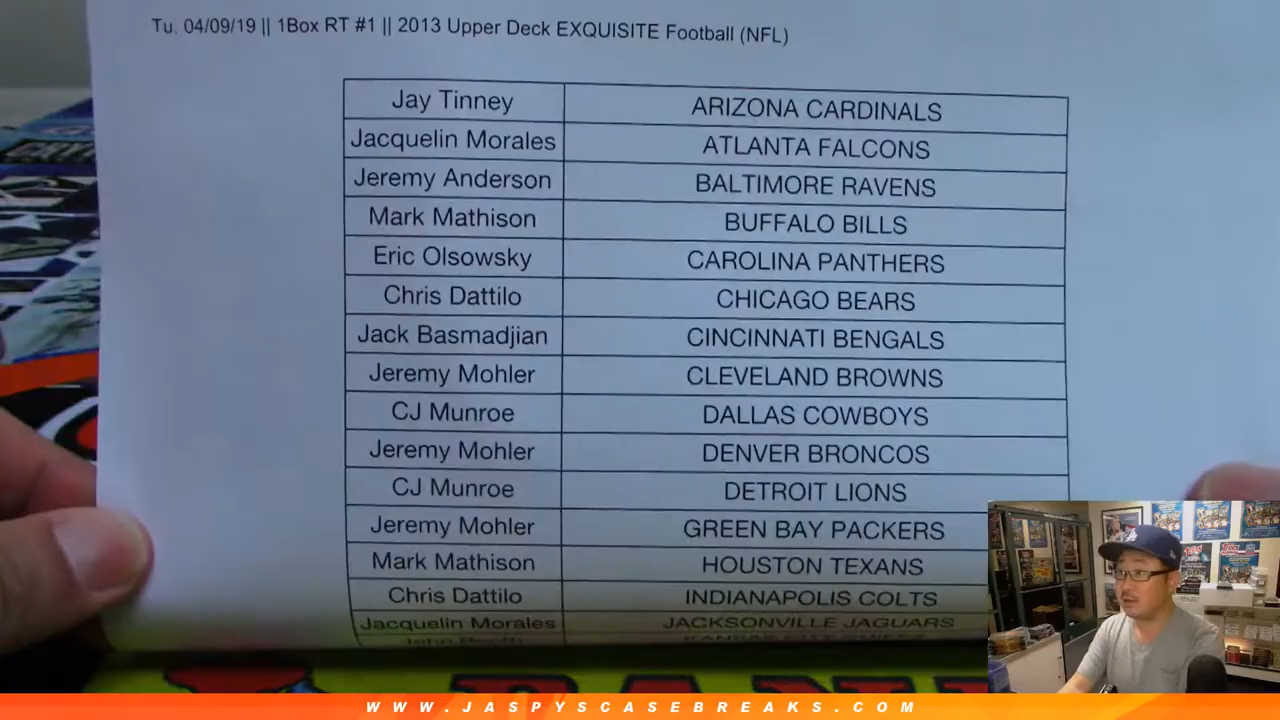 Tu. 04/09/19 || 1Box RT #1 || 2013 Upper Deck EXQUISITE Football (NFL)
Jay Tinney ARIZONA CARDINALS
Jacquelin Morales ATLANTA FALCONS
Jeremy Anderson BALTIMORE RAVENS
Mark Mathison BUFFALO BILLS
Eric Olsowsky CAROLINA PANTHERS
Chris Dattilo CHICAGO BEARS
Jack Basmadjian CINCINNATI BENGALS
Jeremy Mohler CLEVELAND BROWNS
CJ Munroe DALLAS COWBOYS
Jeremy Mohler DENVER BRONCOS
CJ Munroe DETROIT LIONS
Jeremy Mohler GREEN BAY PACKERS
Mark Mathison HOUSTON TEXANS
Chris Dattilo INDIANAPOLIS COLTS
Jacquelin Morales JACKSONVILLE JAGUARS
KANSAS CITY CHIEFS
WWW.JASPYSCASEBREAKS.COM